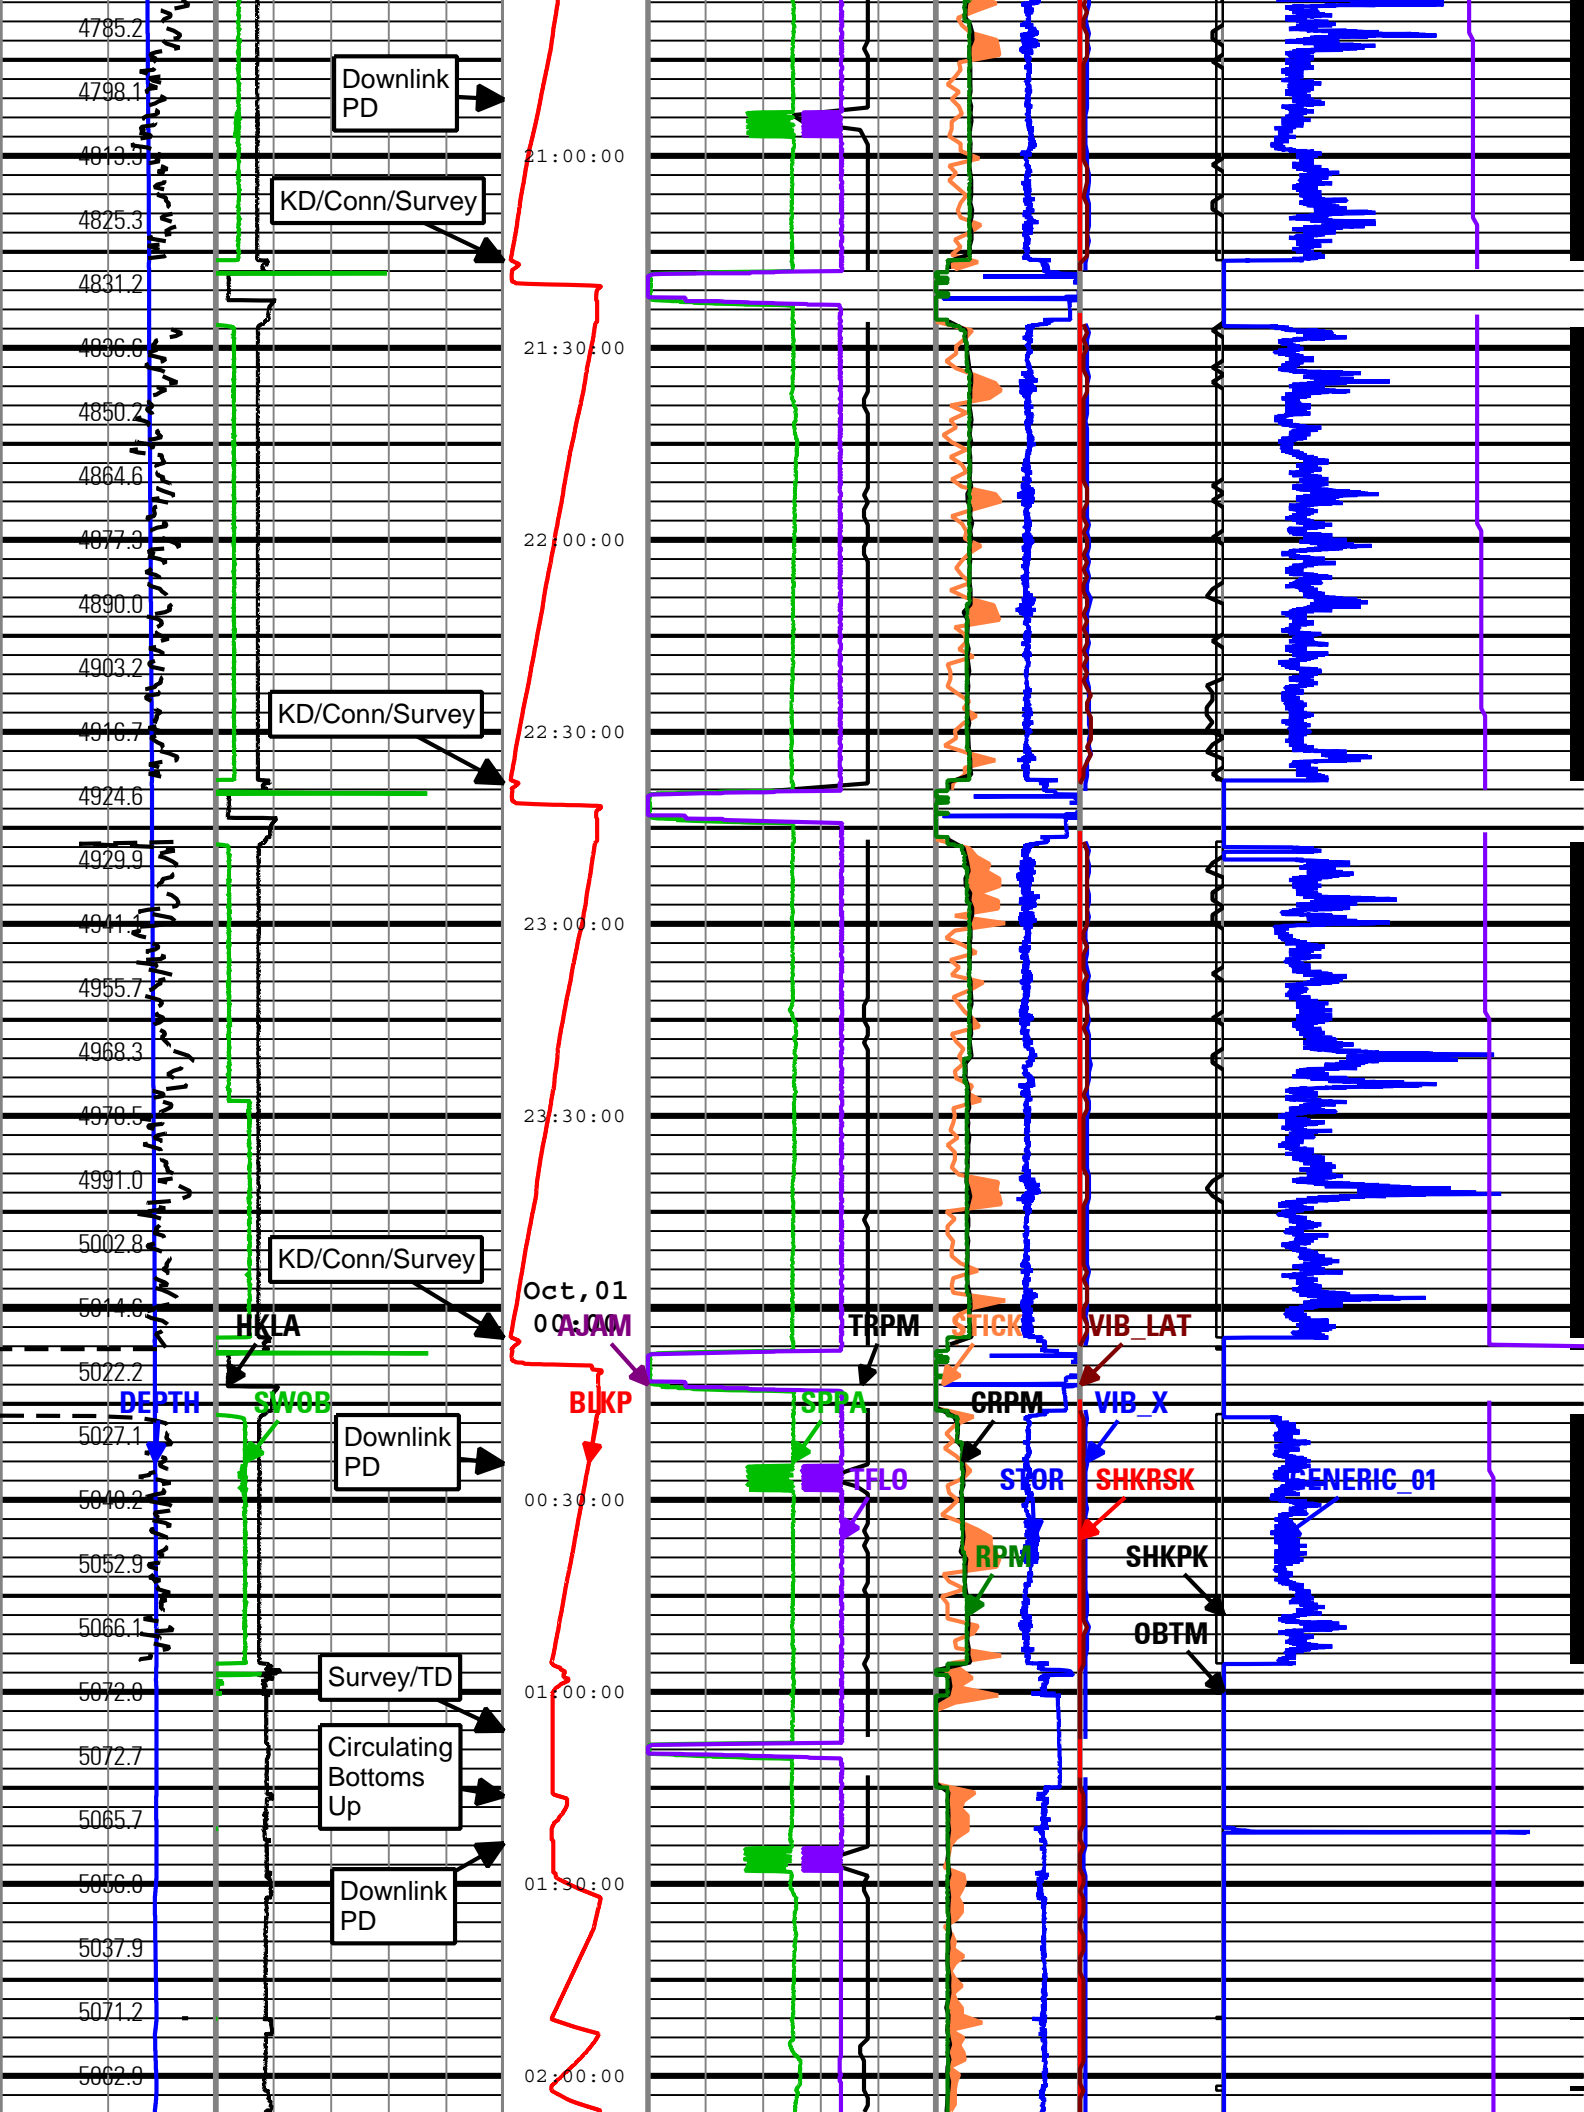 4785.2
Downlink
PD
4798.1
4813.3
21:00:00
KD/Conn/Survey
4825.3
4831.2
4836.6
21:30:00
4850.2
4864.6
4877.3
22:00:00
4890.0
4903.2
KD/Conn/Survey
4916.7
22:30:00
4924.6
4929.9
4941.1
23:00:00
4955.7
4968.3
4978.5
23:30:00
4991.0
5002.8
KD/Conn/Survey
Oct,01
5014.6
00:00
HKLA
AJAM
TRPM
STICK
VIB_LAT
5022.2
DEPTH
SWOB
BLKP
SPPA
CRPM
VIB_X
5027.1
Downlink
PD
TFLO
STOR
SHKRSK
GENERIC_01
5040.2
00:30:00
5052.9
RPM
SHKPK
5066.1
OBTM
Survey/TD
5072.0
01:00:00
5072.7
Circulating
Bottoms
Up
5065.7
5056.0
01:30:00
Downlink
PD
5037.9
5071.2
5062.9
02:00:00